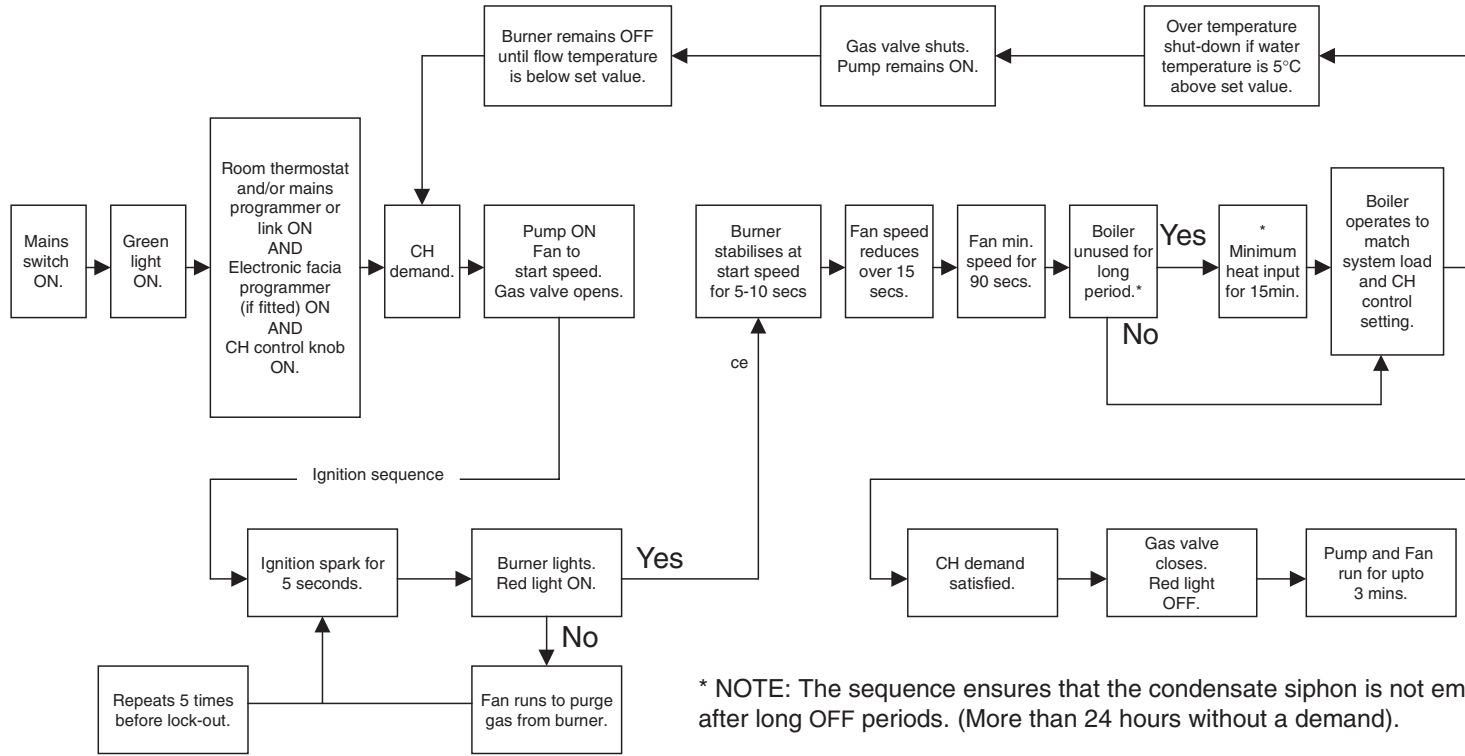 Burner remains OFF
until flow temperature
is below set value.
Gas valve shuts.
Pump remains ON.
Over temperature
shut-down if water
temperature is 5°C
above set value.
Mains
switch ON.
Green
light ON.
Room thermostat
and/or mains
programmer or
link ON
AND
Electronic facia
programmer
(if fitted) ON
AND
CH control knob
ON.
CH
demand.
Pump ON
Fan to
start speed.
Gas valve opens.
Burner
stabilises at
start speed
for 5-10 secs
Fan speed
reduces
over 15
secs.
Fan min.
speed for
90 secs.
Boiler
unused for
long
period.*
Yes
No
*
Minimum
heat input
for 15min.
Boiler
operates to
match
system load
and CH
control
setting.
ce
Ignition sequence
Ignition spark for
5 seconds.
Burner lights.
Red light ON.
Yes
No
Repeats 5 times
before lock-out.
Fan runs to purge
gas from burner.
CH demand
satisfied.
Gas valve
closes.
Red light
OFF.
Pump and Fan
run for upto
3 mins.
* NOTE: The sequence ensures that the condensate siphon is not em
after long OFF periods. (More than 24 hours without a demand).